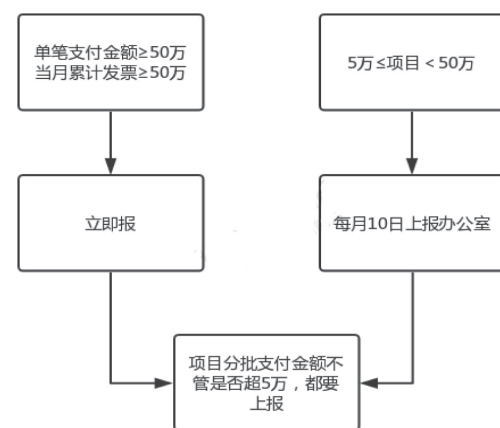 单笔支付金额≥50万
当月累计发票≥50万
5万≤项目＜50万
立即报
每月10日上报办公室
项目分批支付金额不
管是否超5万，都要
上报